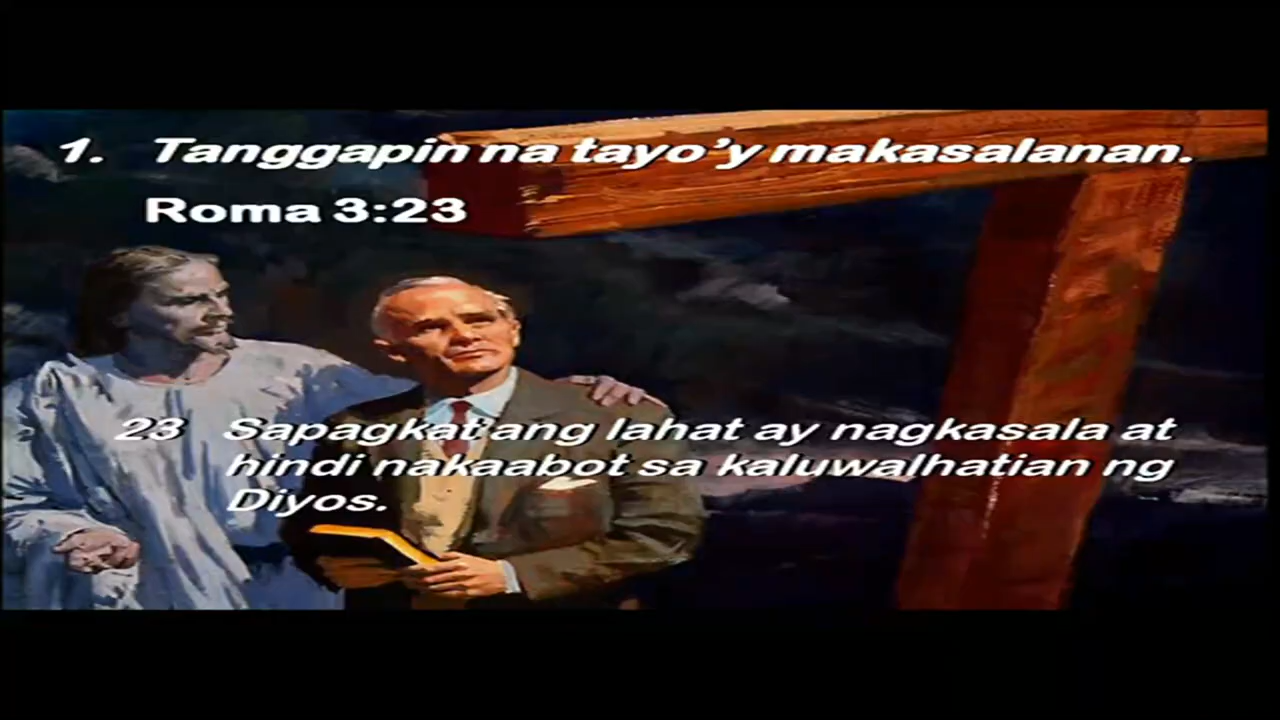 1. Tanggapin na tayo'y makasalanan.
Roma 3:23
23 Sapagkat ang lahat ay nagkasala at
hindi nakaabot sa kaluwalhatian ng
Diyos.